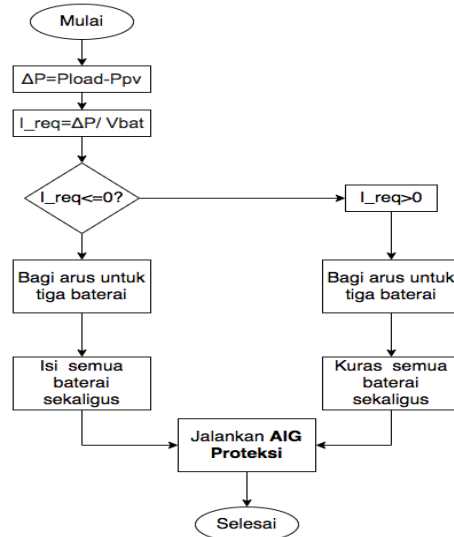 Mulai
ΔP=Pload-Ppv
I_req=ΔP/ Vbat
I_req<=0?
I_req>0
Bagi arus untuk
tiga baterai
Bagi arus untuk
tiga baterai
Isi semua
baterai
sekaligus
Kuras semua
baterai
sekaligus
Jalankan AIG
Proteksi
Selesai